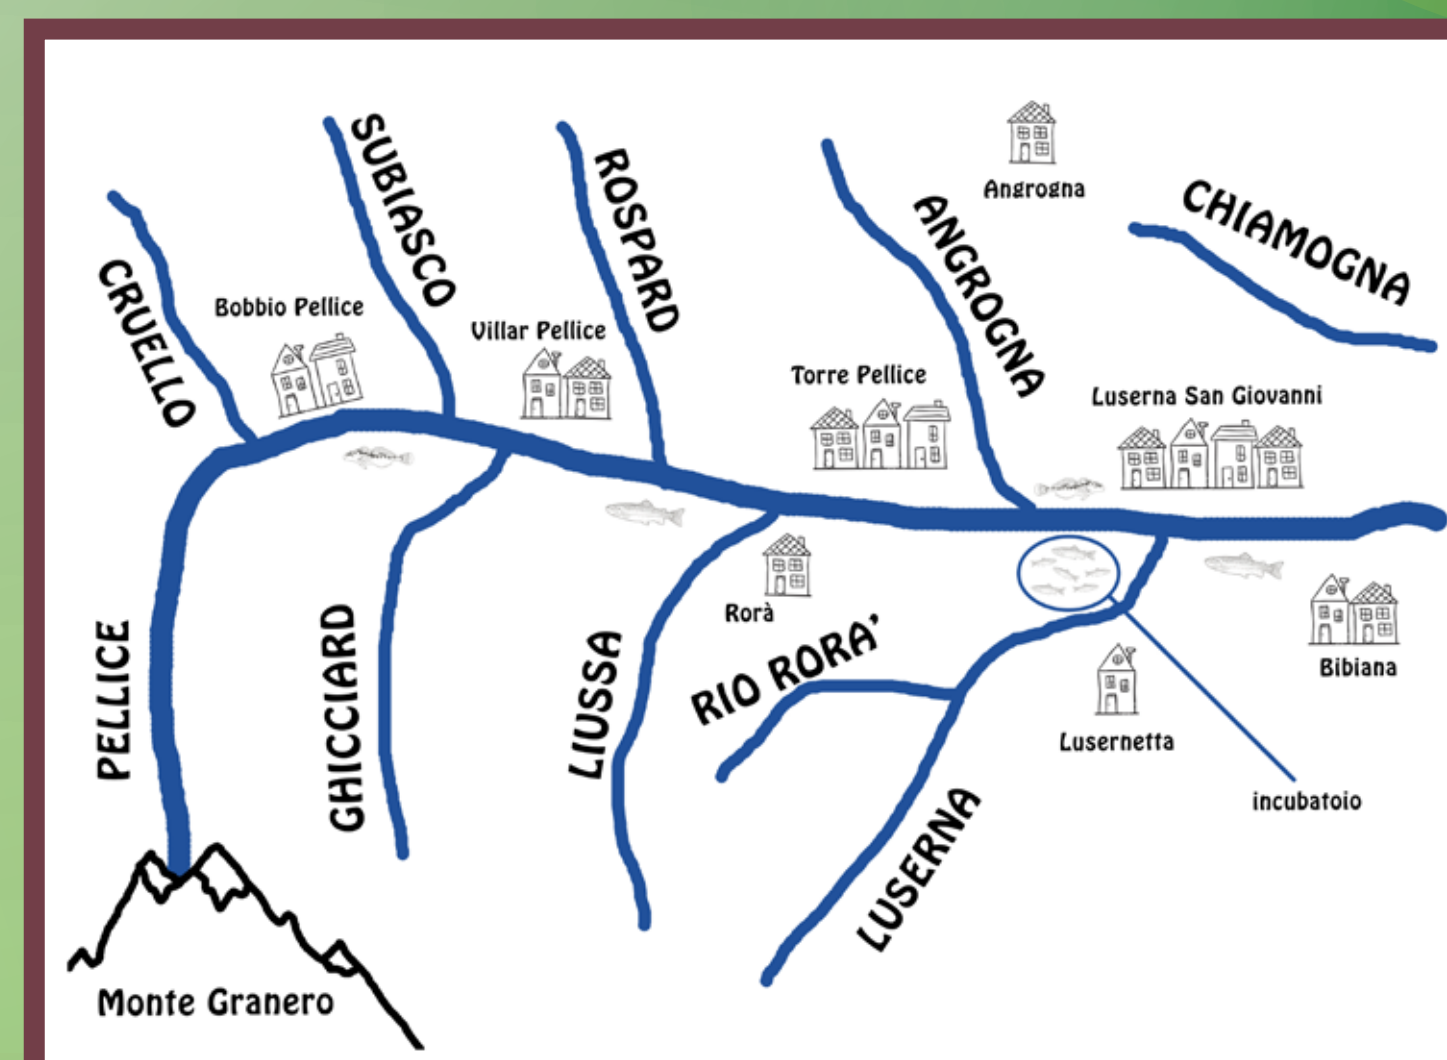 SUBIASCO
ROSPARD
Angrogna
CHIAMOGNA
ANGROGNA
CRUELLO
Bobbio Pellice
Villar Pellice
Torre Pellice
Luserna San Giovanni
PELLICE
GHICCIARD
LIUSSA
Rorà
RIO RORA'
Bibiana
Lusernetta
incubatoio
LUSERNA
Monte Granero